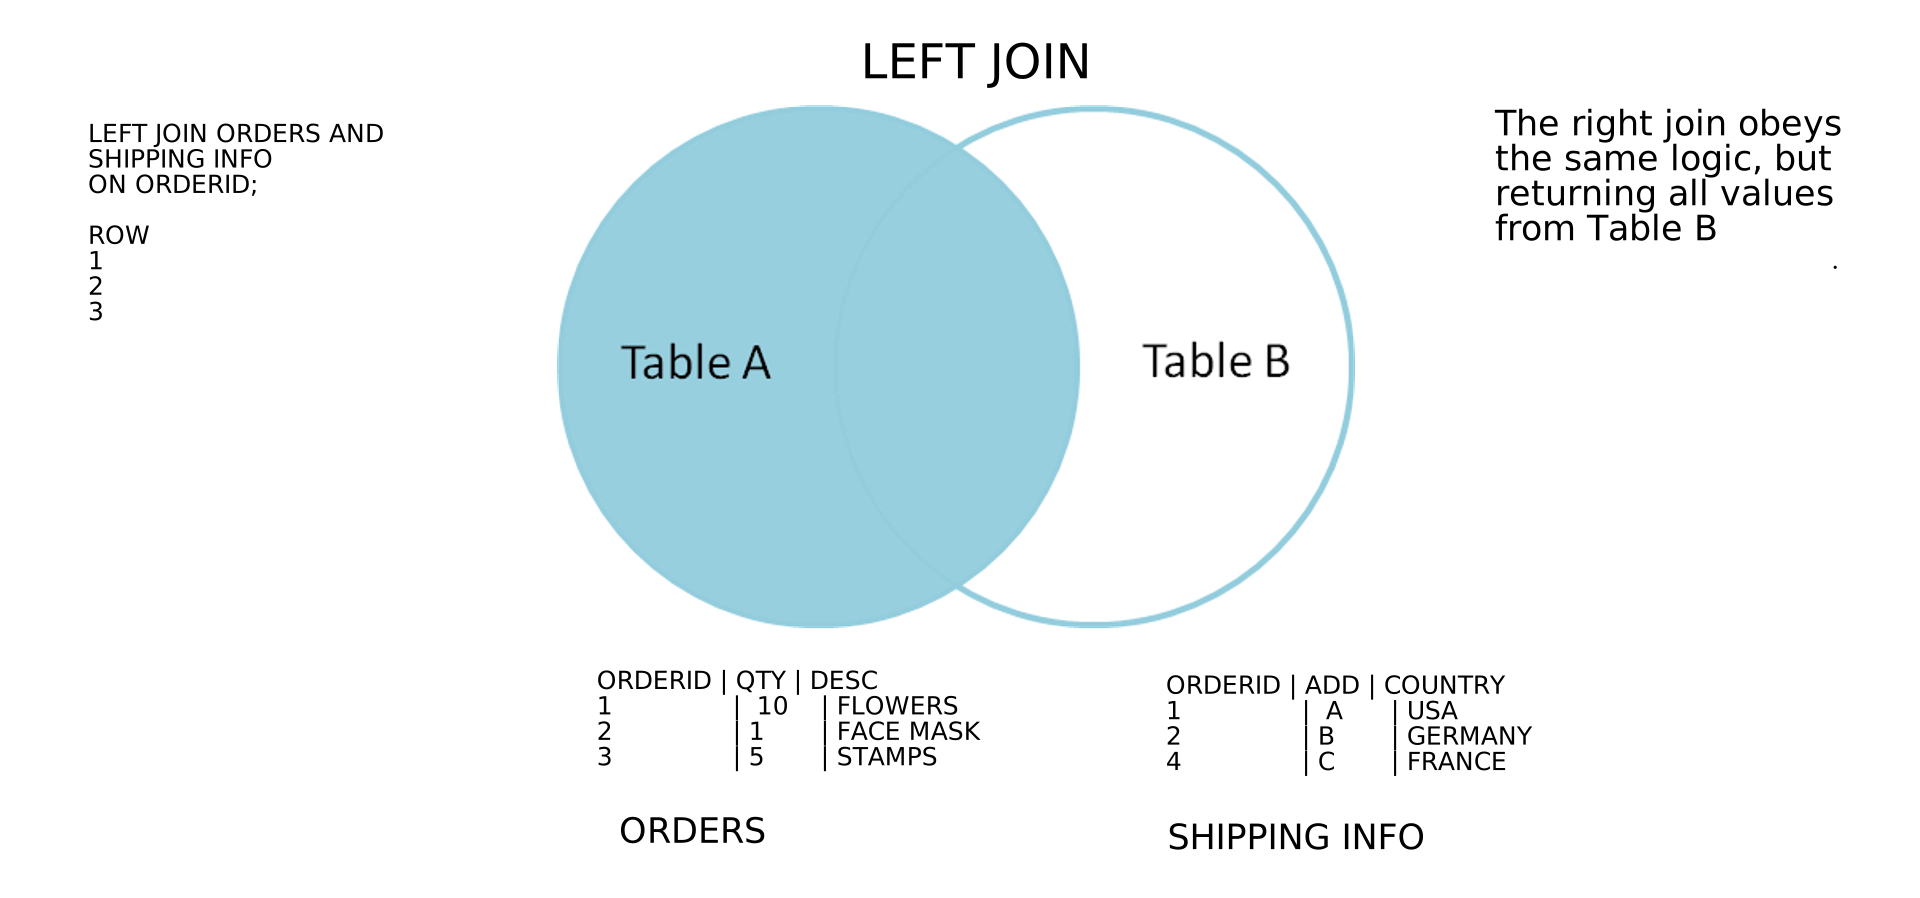 LEFT JOIN
LEFT JOIN ORDERS AND
SHIPPING INFO
ON ORDERID;
ROW
1
2
3
The right join obeys
the same logic, but
returning all values
from Table B
.
Table A
Table B
ORDERID | QTY | DESC
1 | 10 | FLOWERS
2 | 1 | FACE MASK
3 | 5 | STAMPS
ORDERS
ORDERID | ADD | COUNTRY
1 | A | USA
2 | B | GERMANY
4 | C | FRANCE
SHIPPING INFO